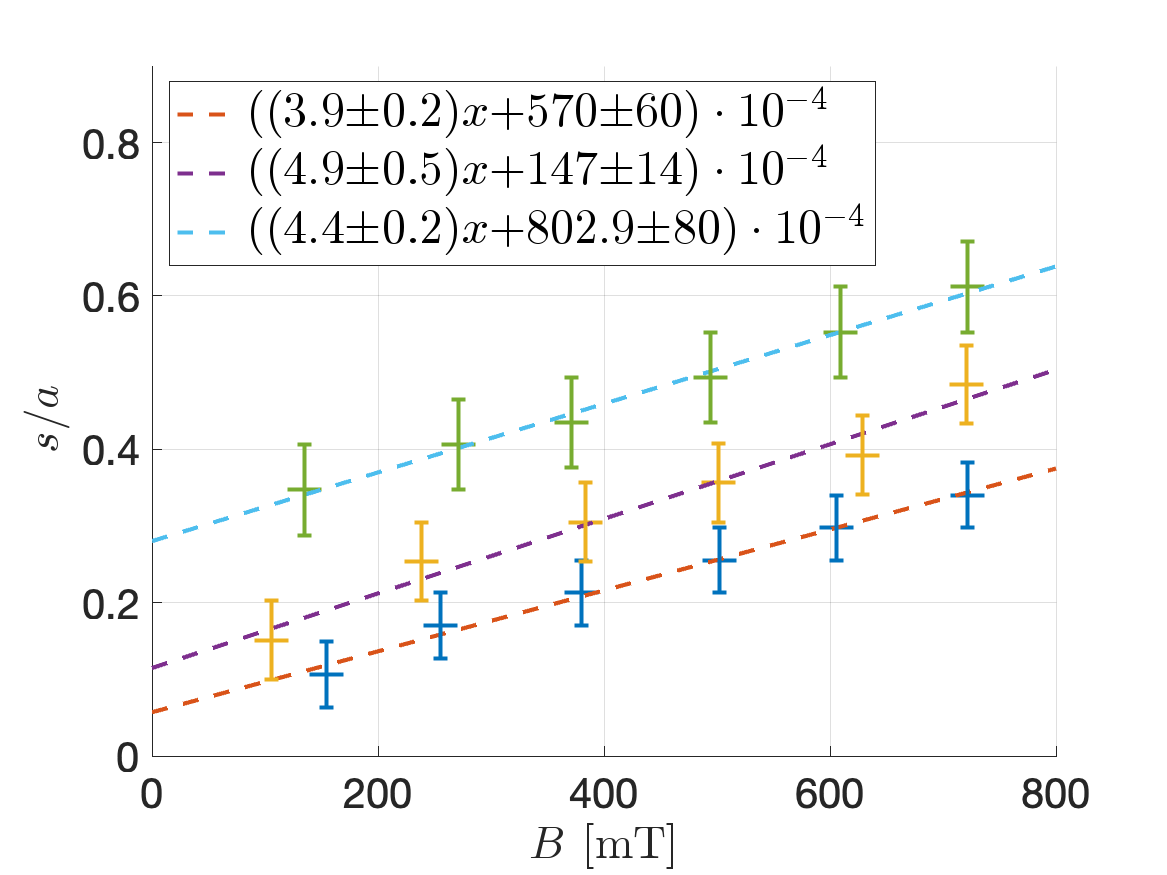 ((3.9±0.2)x+570±60) · 10⁻⁴
((4.9±0.5)x+147±14) · 10⁻⁴
((4.4±0.2)x+802.9±80) · 10⁻⁴
0.8
0.6
0.4
0.2
0
s/a
0 200 400 600 800
B [mT]